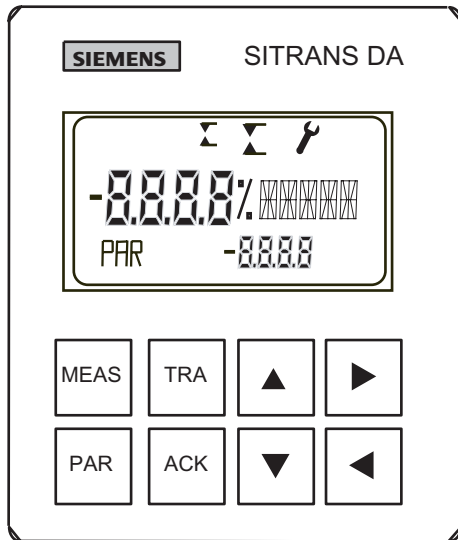 SIEMENS SITRANS DA
-8.8.8.8%
PAR -8.8.8.8
MEAS TRA
PAR ACK